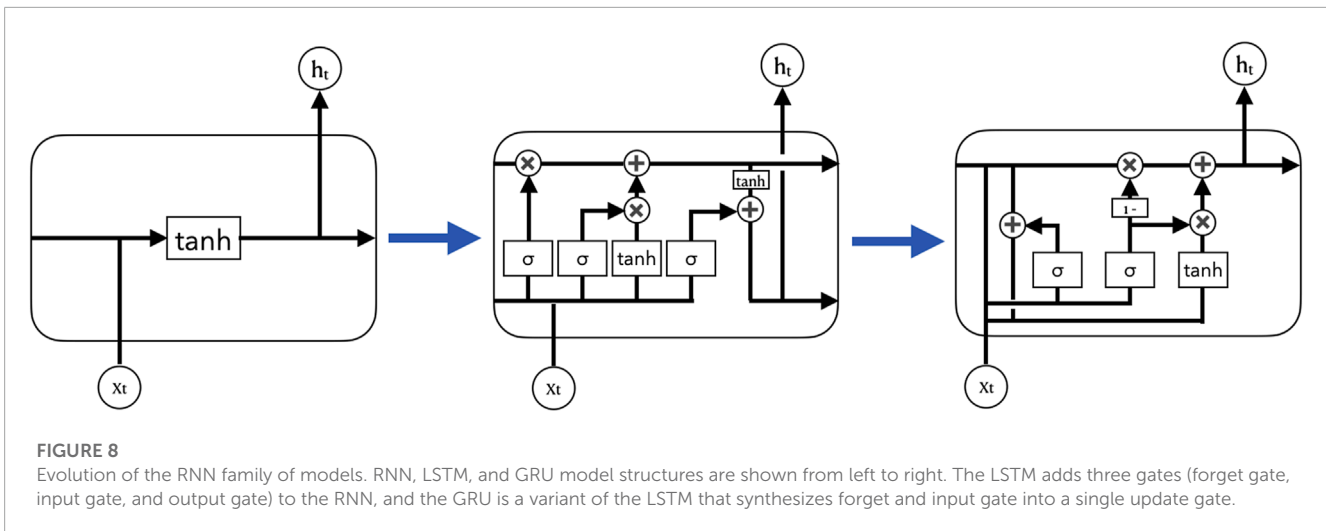 ht
tanh
xt
ht
×
+
tanh
×
+
σ
σ
tanh
σ
xt
ht
×
+
1 -
+
×
σ
σ
tanh
xt
FIGURE 8
Evolution of the RNN family of models. RNN, LSTM, and GRU model structures are shown from left to right. The LSTM adds three gates (forget gate,
input gate, and output gate) to the RNN, and the GRU is a variant of the LSTM that synthesizes forget and input gate into a single update gate.